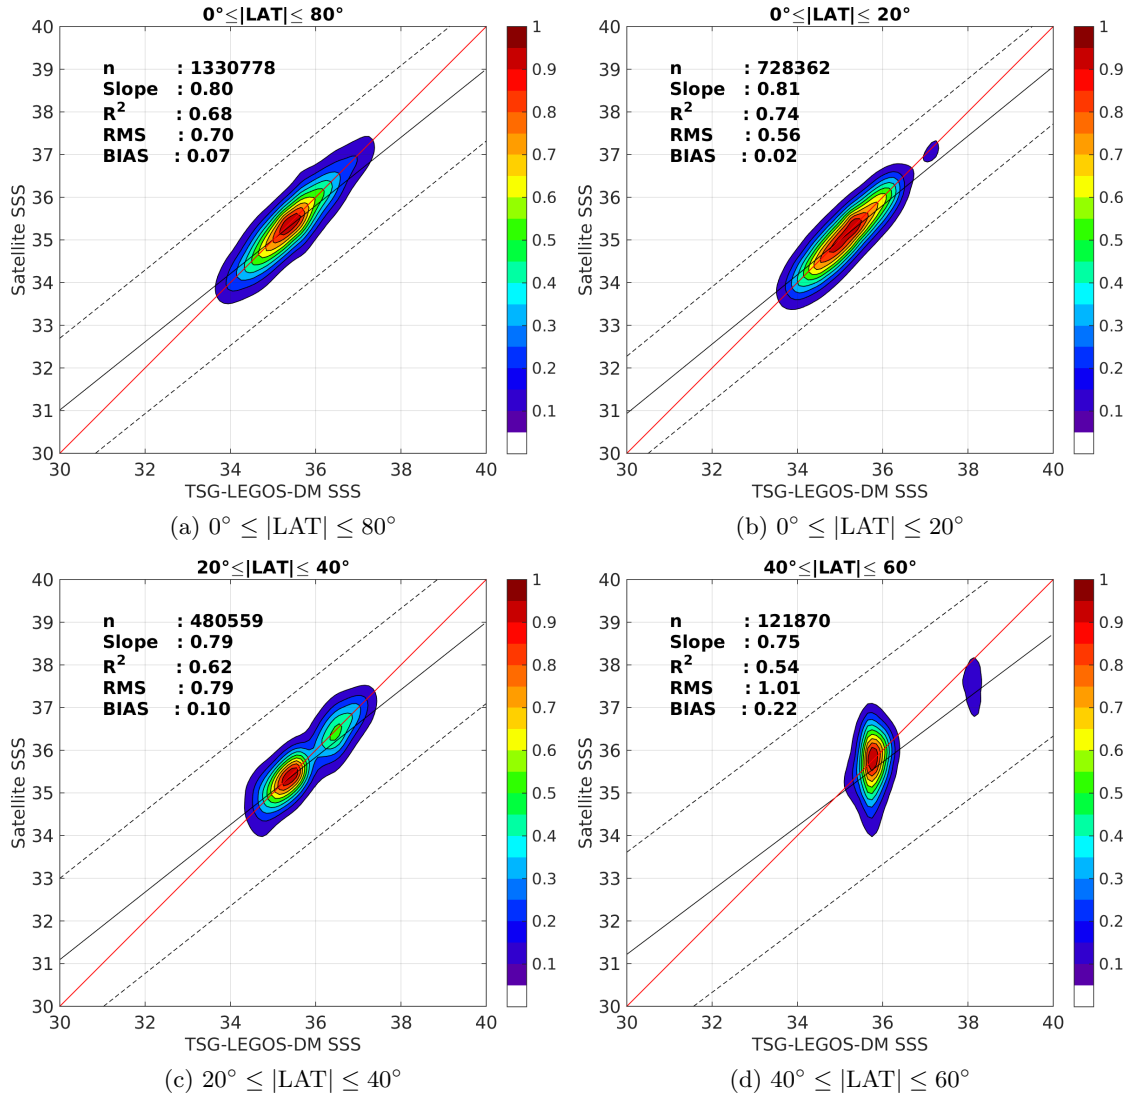 0°≤|LAT|≤ 80°
n : 1330778
Slope : 0.80
R² : 0.68
RMS : 0.70
BIAS : 0.07
Satellite SSS
40
39
38
37
36
35
34
33
32
31
30
30 32 34 36 38 40
TSG-LEGOS-DM SSS
1
0.9
0.8
0.7
0.6
0.5
0.4
0.3
0.2
0.1
(a) 0° ≤ |LAT| ≤ 80°
0°≤|LAT|≤ 20°
n : 728362
Slope : 0.81
R² : 0.74
RMS : 0.56
BIAS : 0.02
Satellite SSS
40
39
38
37
36
35
34
33
32
31
30
30 32 34 36 38 40
TSG-LEGOS-DM SSS
1
0.9
0.8
0.7
0.6
0.5
0.4
0.3
0.2
0.1
(b) 0° ≤ |LAT| ≤ 20°
20°≤|LAT|≤ 40°
n : 480559
Slope : 0.79
R² : 0.62
RMS : 0.79
BIAS : 0.10
Satellite SSS
40
39
38
37
36
35
34
33
32
31
30
30 32 34 36 38 40
TSG-LEGOS-DM SSS
1
0.9
0.8
0.7
0.6
0.5
0.4
0.3
0.2
0.1
(c) 20° ≤ |LAT| ≤ 40°
40°≤|LAT|≤ 60°
n : 121870
Slope : 0.75
R² : 0.54
RMS : 1.01
BIAS : 0.22
Satellite SSS
40
39
38
37
36
35
34
33
32
31
30
30 32 34 36 38 40
TSG-LEGOS-DM SSS
1
0.9
0.8
0.7
0.6
0.5
0.4
0.3
0.2
0.1
(d) 40° ≤ |LAT| ≤ 60°